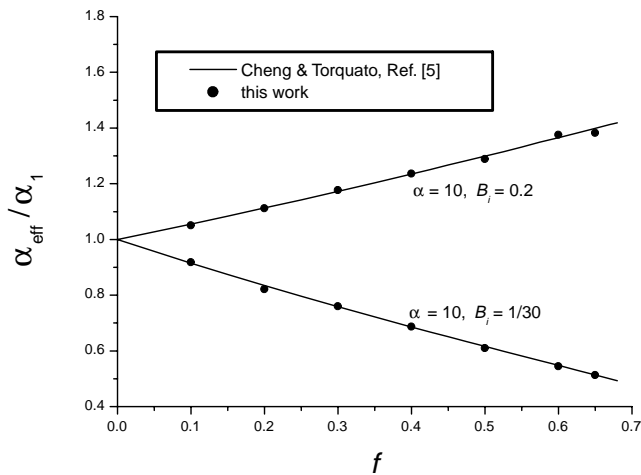 1.8
1.6
1.4
1.2
1.0
0.8
0.6
0.4
α_eff / α_1
Cheng & Torquato, Ref. [5]
this work
α = 10, B_i = 0.2
α = 10, B_i = 1/30
0.0 0.1 0.2 0.3 0.4 0.5 0.6 0.7
f